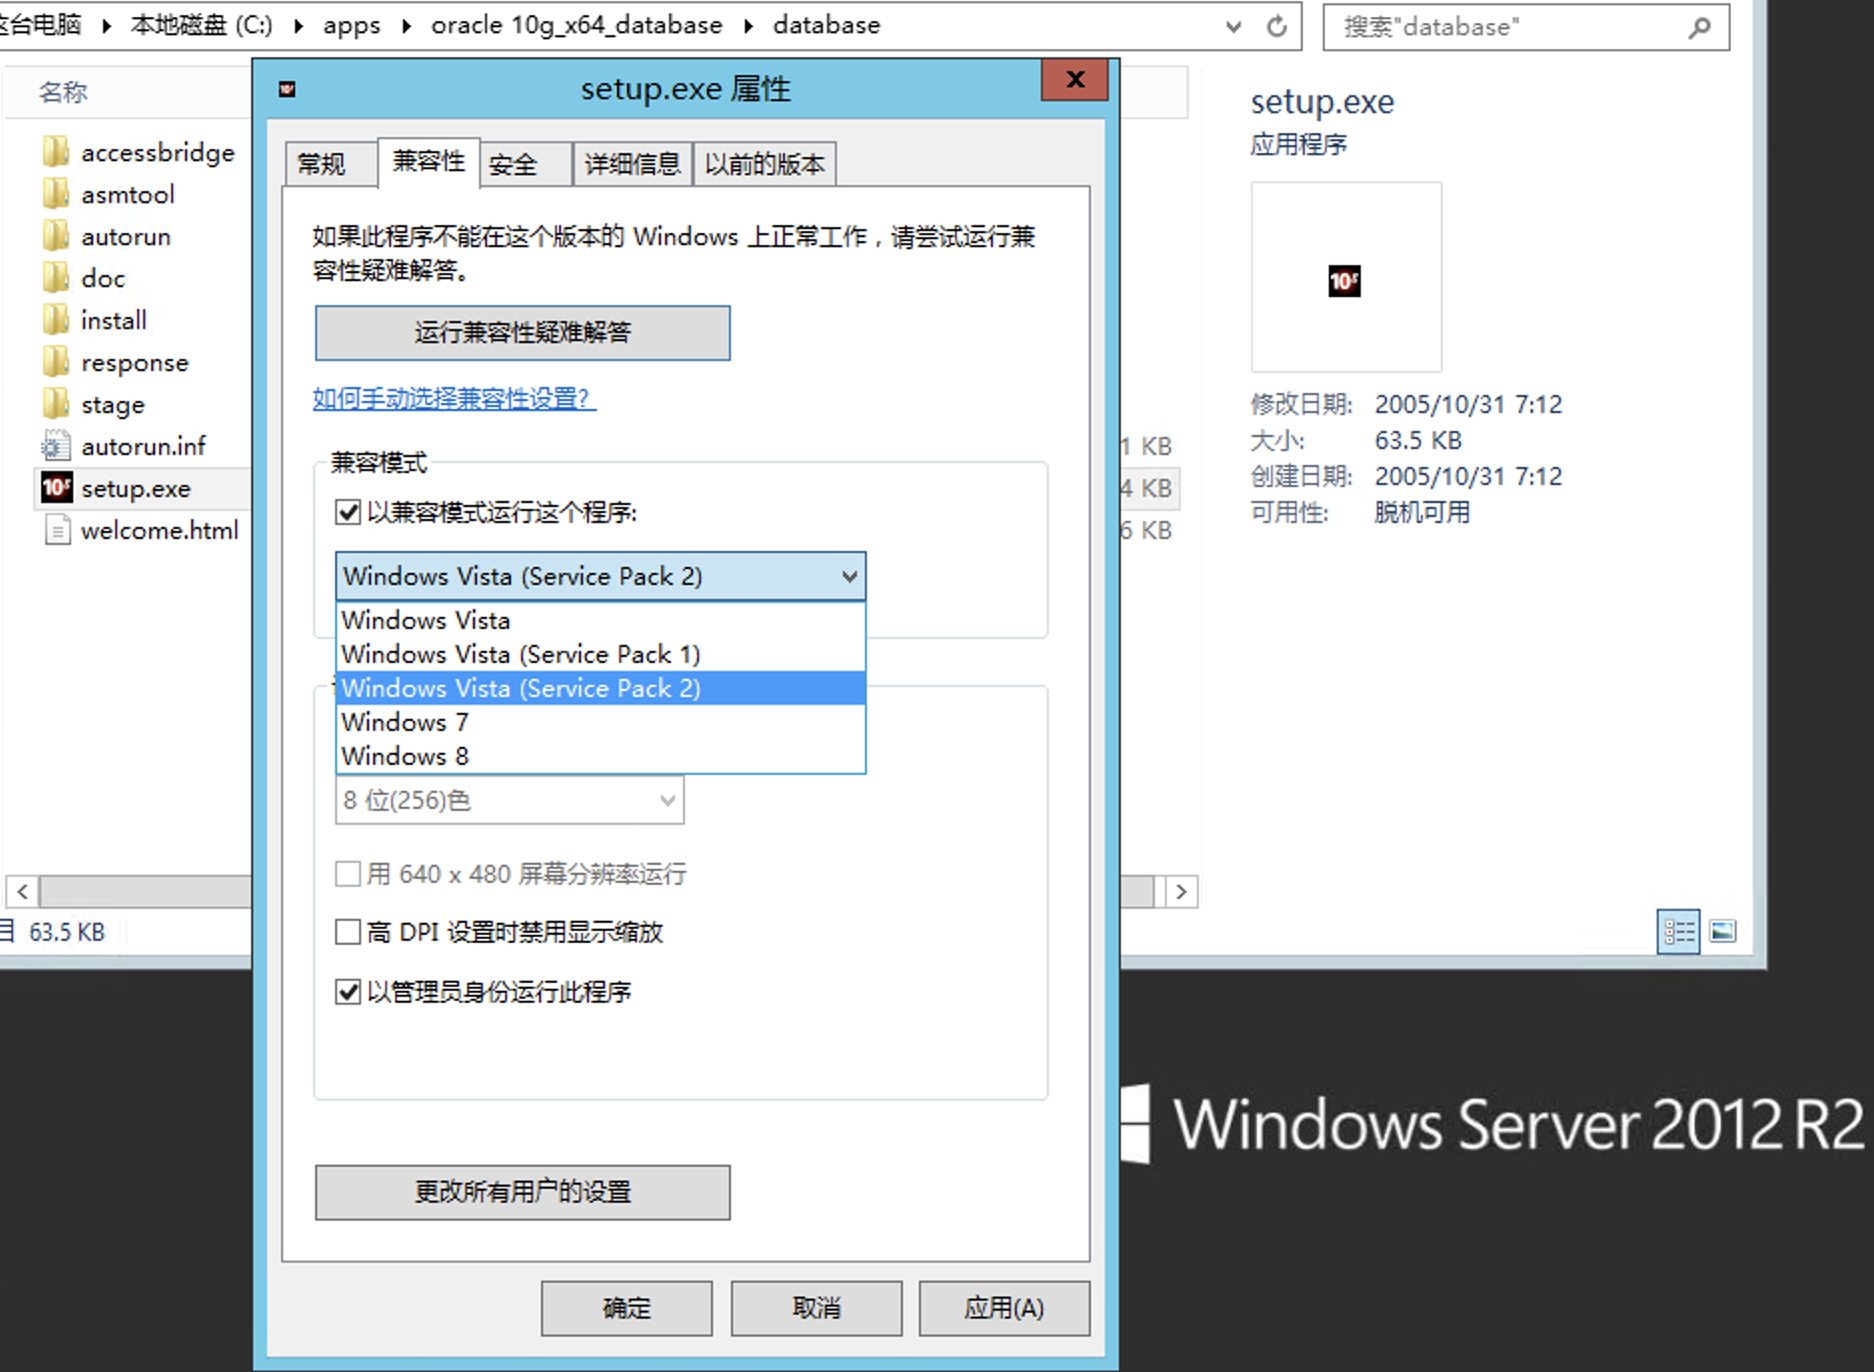 这台电脑 ▸ 本地磁盘 (C:) ▸ apps ▸ oracle 10g_x64_database ▸ database
搜索"database"
名称
accessbridge
asmtool
autorun
doc
install
response
stage
autorun.inf
setup.exe
welcome.html
63.5 KB
setup.exe 属性
常规
兼容性
安全
详细信息
以前的版本
如果此程序不能在这个版本的 Windows 上正常工作，请尝试运行兼
容性疑难解答。
运行兼容性疑难解答
如何手动选择兼容性设置?
兼容模式
以兼容模式运行这个程序:
Windows Vista (Service Pack 2)
Windows Vista
Windows Vista (Service Pack 1)
Windows Vista (Service Pack 2)
Windows 7
Windows 8
8 位(256)色
用 640 x 480 屏幕分辨率运行
高 DPI 设置时禁用显示缩放
以管理员身份运行此程序
更改所有用户的设置
确定
取消
应用(A)
1 KB
4 KB
6 KB
setup.exe
应用程序
修改日期: 2005/10/31 7:12
大小: 63.5 KB
创建日期: 2005/10/31 7:12
可用性: 脱机可用
Windows Server 2012 R2